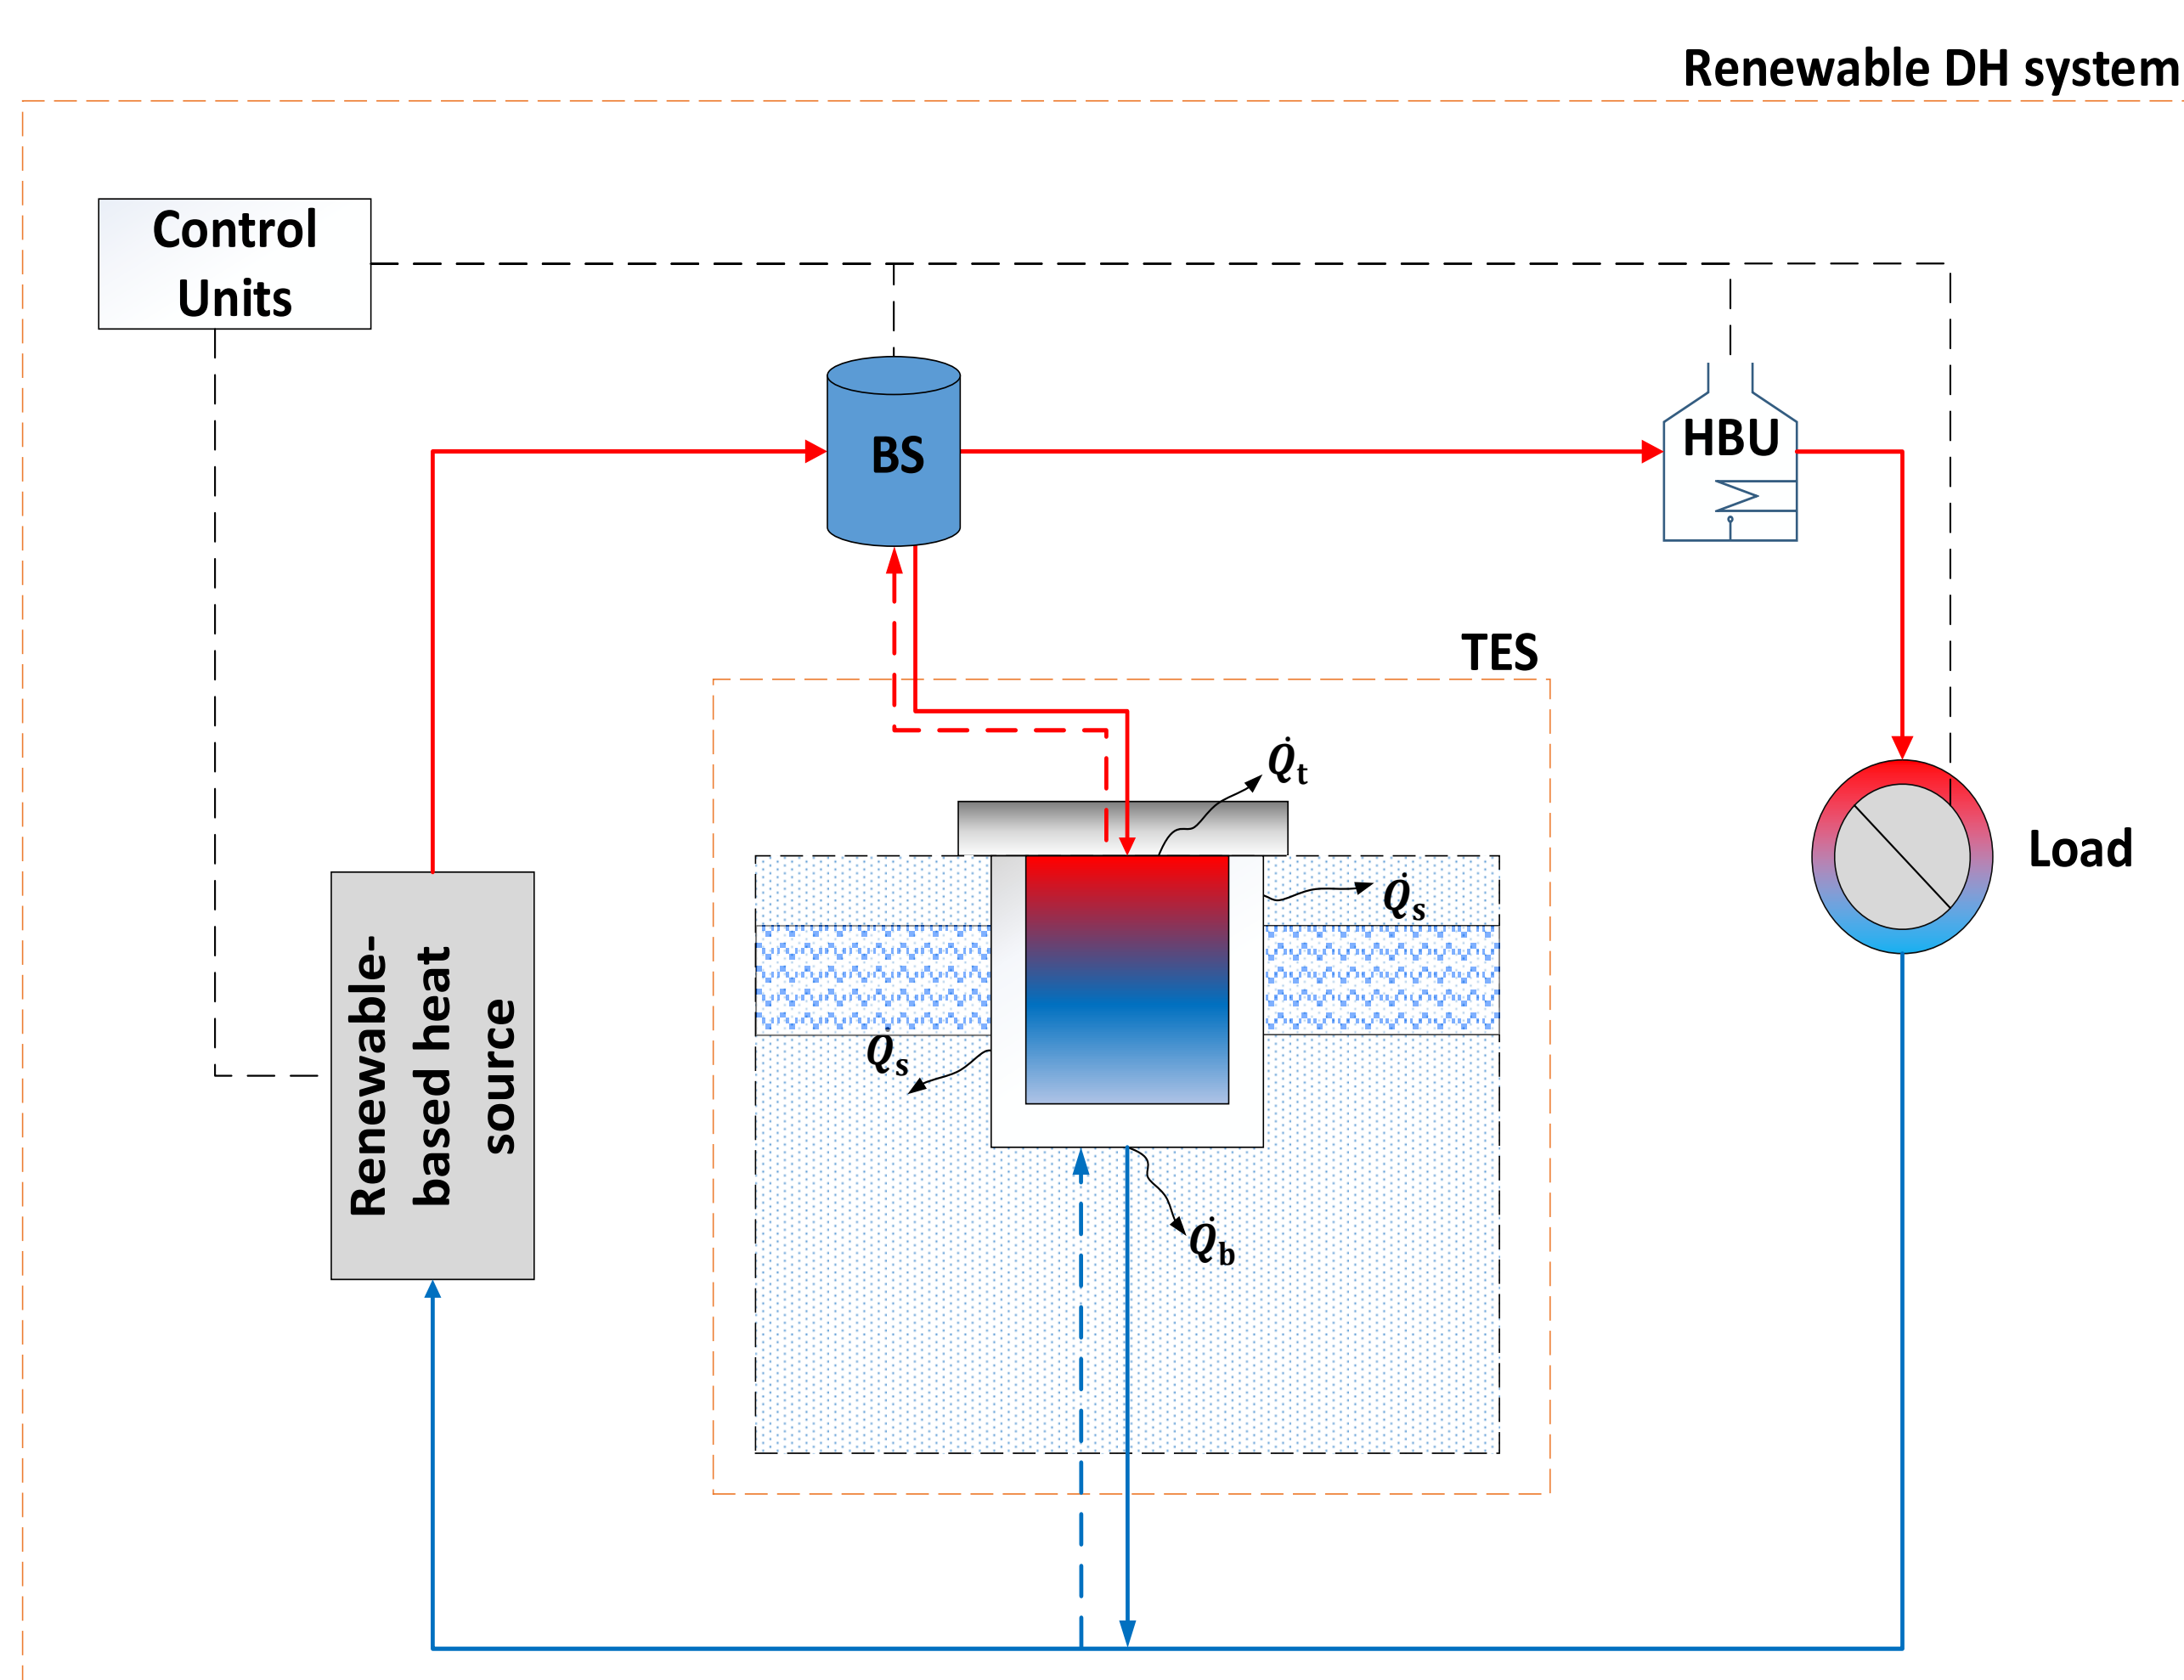 Renewable DH system
Control
Units
BS
HBU
TES
Q̇t
Load
Q̇s
Q̇s
Renewable-
based heat
source
Q̇b